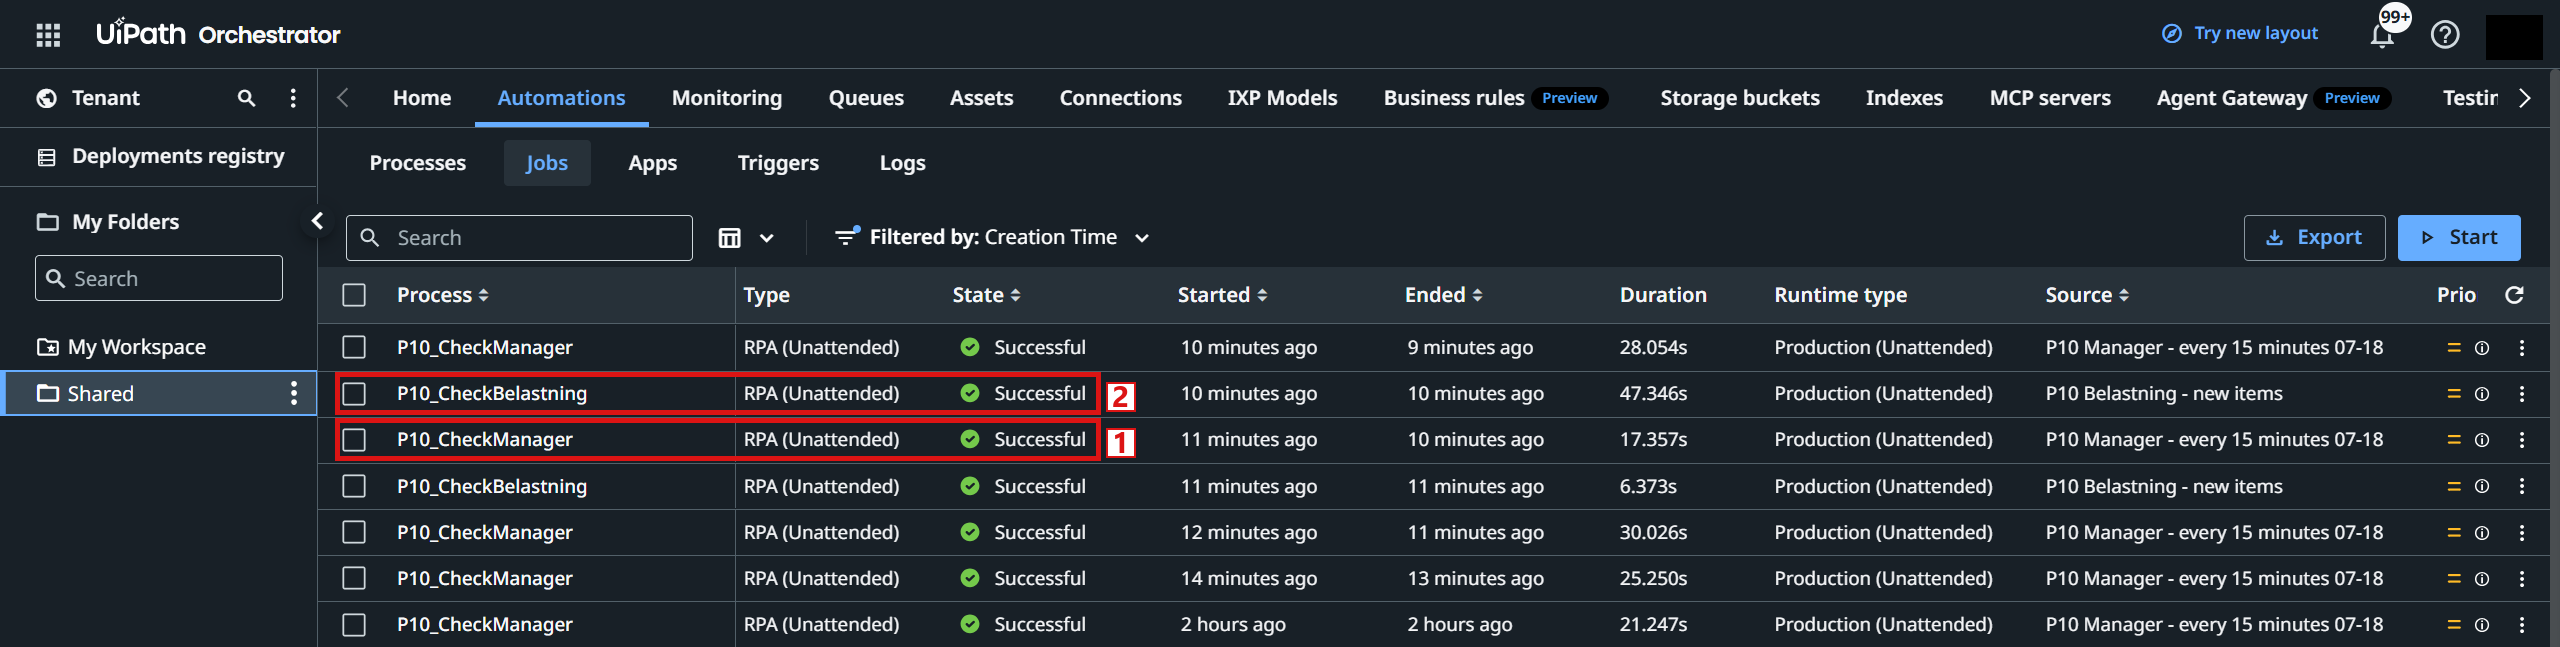 UiPath Orchestrator
Try new layout
99+
Tenant
Home Automations Monitoring Queues Assets Connections IXP Models Business rules Preview Storage buckets Indexes MCP servers Agent Gateway Preview Testin
Deployments registry
Processes Jobs Apps Triggers Logs
My Folders
Search
My Workspace
Shared
Search
Filtered by: Creation Time
Export
Start
Process Type State Started Ended Duration Runtime type Source Prio
P10_CheckManager RPA (Unattended) Successful 10 minutes ago 9 minutes ago 28.054s Production (Unattended) P10 Manager - every 15 minutes 07-18
P10_CheckBelastning RPA (Unattended) Successful 2 10 minutes ago 10 minutes ago 47.346s Production (Unattended) P10 Belastning - new items
P10_CheckManager RPA (Unattended) Successful 1 11 minutes ago 10 minutes ago 17.357s Production (Unattended) P10 Manager - every 15 minutes 07-18
P10_CheckBelastning RPA (Unattended) Successful 11 minutes ago 11 minutes ago 6.373s Production (Unattended) P10 Belastning - new items
P10_CheckManager RPA (Unattended) Successful 12 minutes ago 11 minutes ago 30.026s Production (Unattended) P10 Manager - every 15 minutes 07-18
P10_CheckManager RPA (Unattended) Successful 14 minutes ago 13 minutes ago 25.250s Production (Unattended) P10 Manager - every 15 minutes 07-18
P10_CheckManager RPA (Unattended) Successful 2 hours ago 2 hours ago 21.247s Production (Unattended) P10 Manager - every 15 minutes 07-18